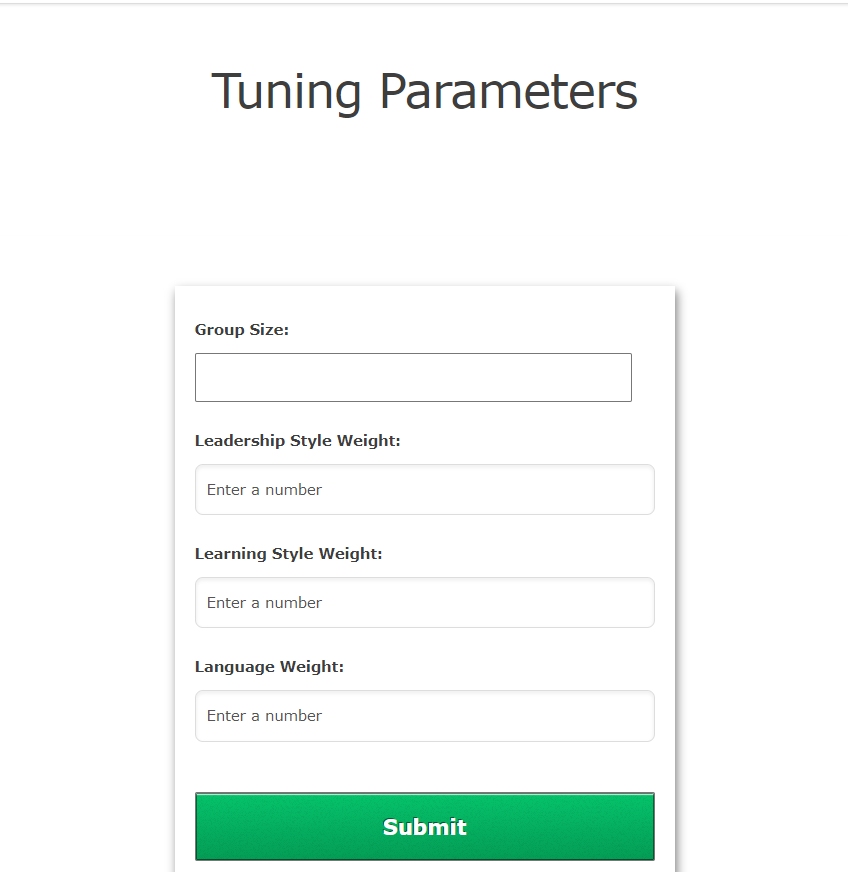 Tuning Parameters
Group Size:
Leadership Style Weight:
Enter a number
Learning Style Weight:
Enter a number
Language Weight:
Enter a number
Submit